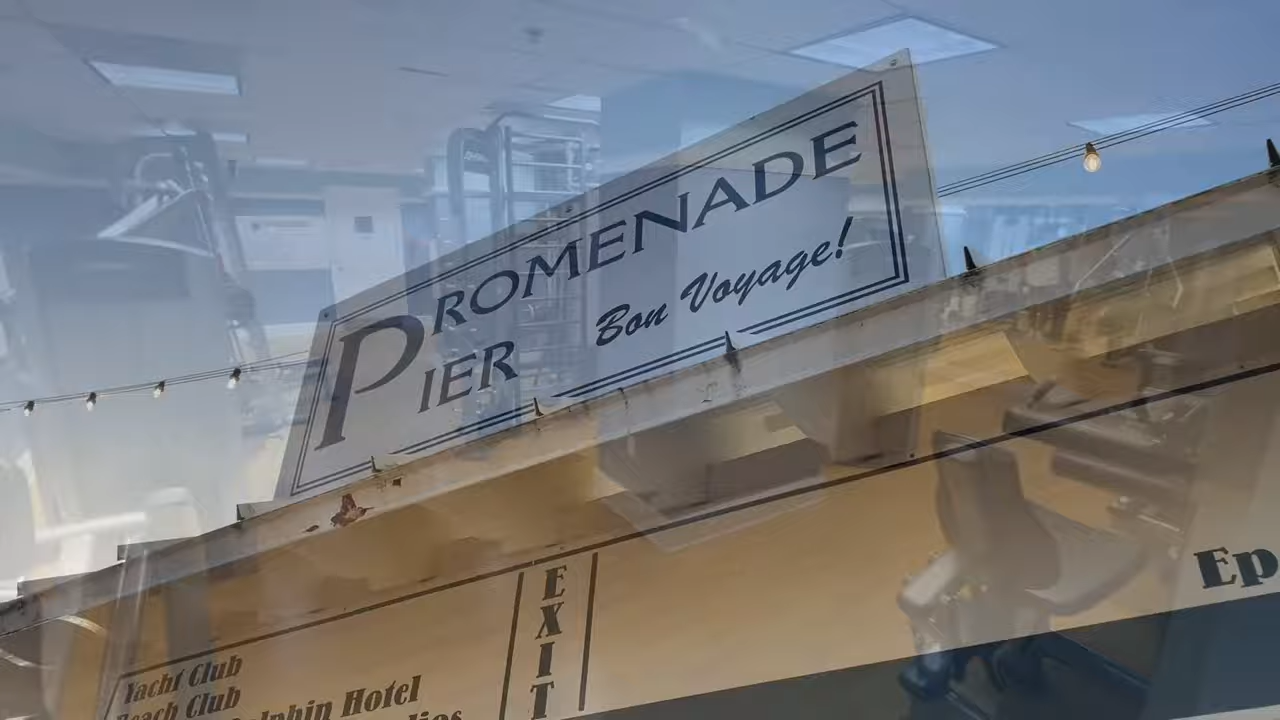 PROMENADE
PIER
Bon Voyage!
EXIT
Yacht Club
Beach Club
Dolphin Hotel
Ep